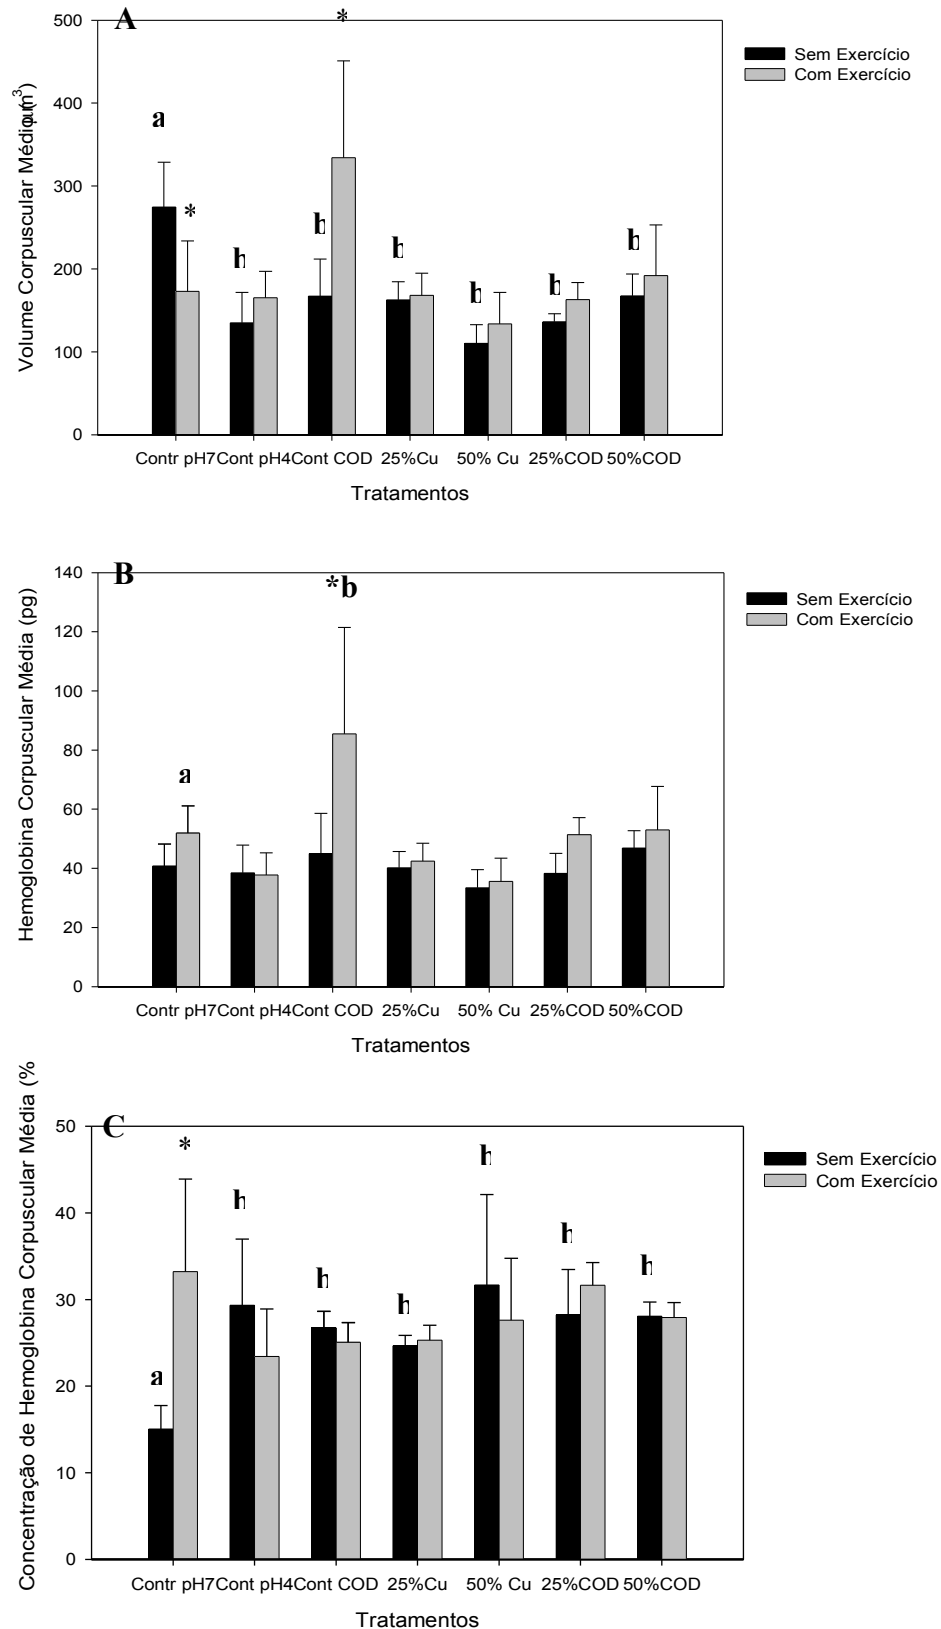 A
500
*
Sem Exercício
Com Exercício
400
a
300
*
b
b
b
b
b
b
200
100
0
Volume Corpuscular Médio (µm³)
Contr pH7 Cont pH4 Cont COD 25%Cu 50% Cu 25%COD 50%COD
Tratamentos
B
140
*b
Sem Exercício
Com Exercício
120
100
80
a
60
40
20
0
Hemoglobina Corpuscular Média (pg)
Contr pH7 Cont pH4 Cont COD 25%Cu 50% Cu 25%COD 50%COD
Tratamentos
C
50
*
b
Sem Exercício
Com Exercício
b
b
b
b
b
40
30
a
20
10
0
Concentração de Hemoglobina Corpuscular Média (%
Contr pH7 Cont pH4 Cont COD 25%Cu 50% Cu 25%COD 50%COD
Tratamentos